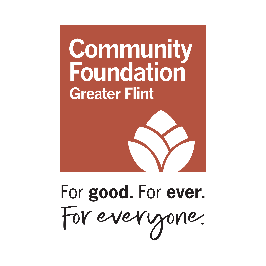 Community
Foundation
Greater Flint
For good. For ever.
For everyone.